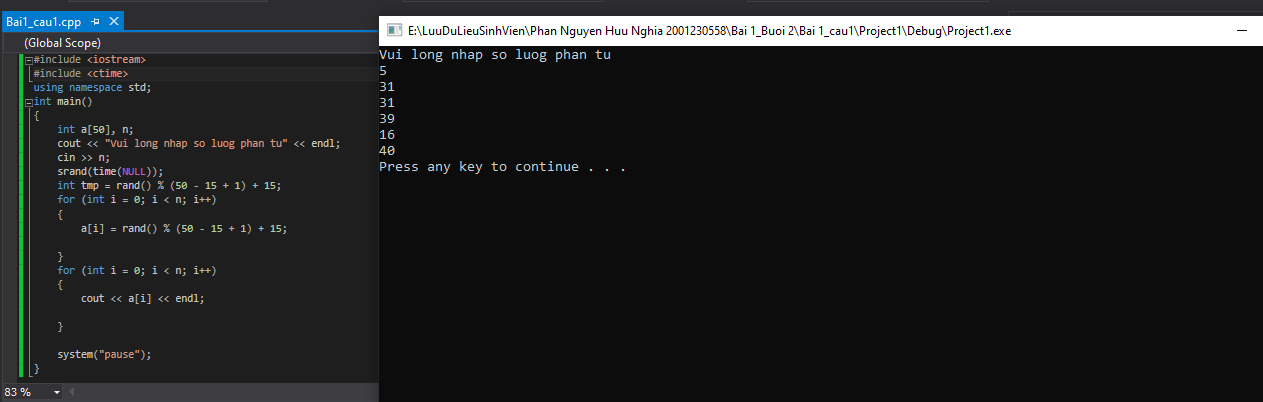 Bai1_cau1.cpp
(Global Scope)
#include <iostream>
#include <ctime>
using namespace std;
int main()
{
int a[50], n;
cout << "Vui long nhap so luog phan tu" << endl;
cin >> n;
srand(time(NULL));
int tmp = rand() % (50 - 15 + 1) + 15;
for (int i = 0; i < n; i++)
{
a[i] = rand() % (50 - 15 + 1) + 15;
}
for (int i = 0; i < n; i++)
{
cout << a[i] << endl;
}
system("pause");
}
83 %
E:\LuuDuLieuSinhVien\Phan Nguyen Huu Nghia 2001230558\Bai 1_Buoi 2\Bai 1_cau1\Project1\Debug\Project1.exe
Vui long nhap so luog phan tu
5
31
31
39
16
40
Press any key to continue . . .